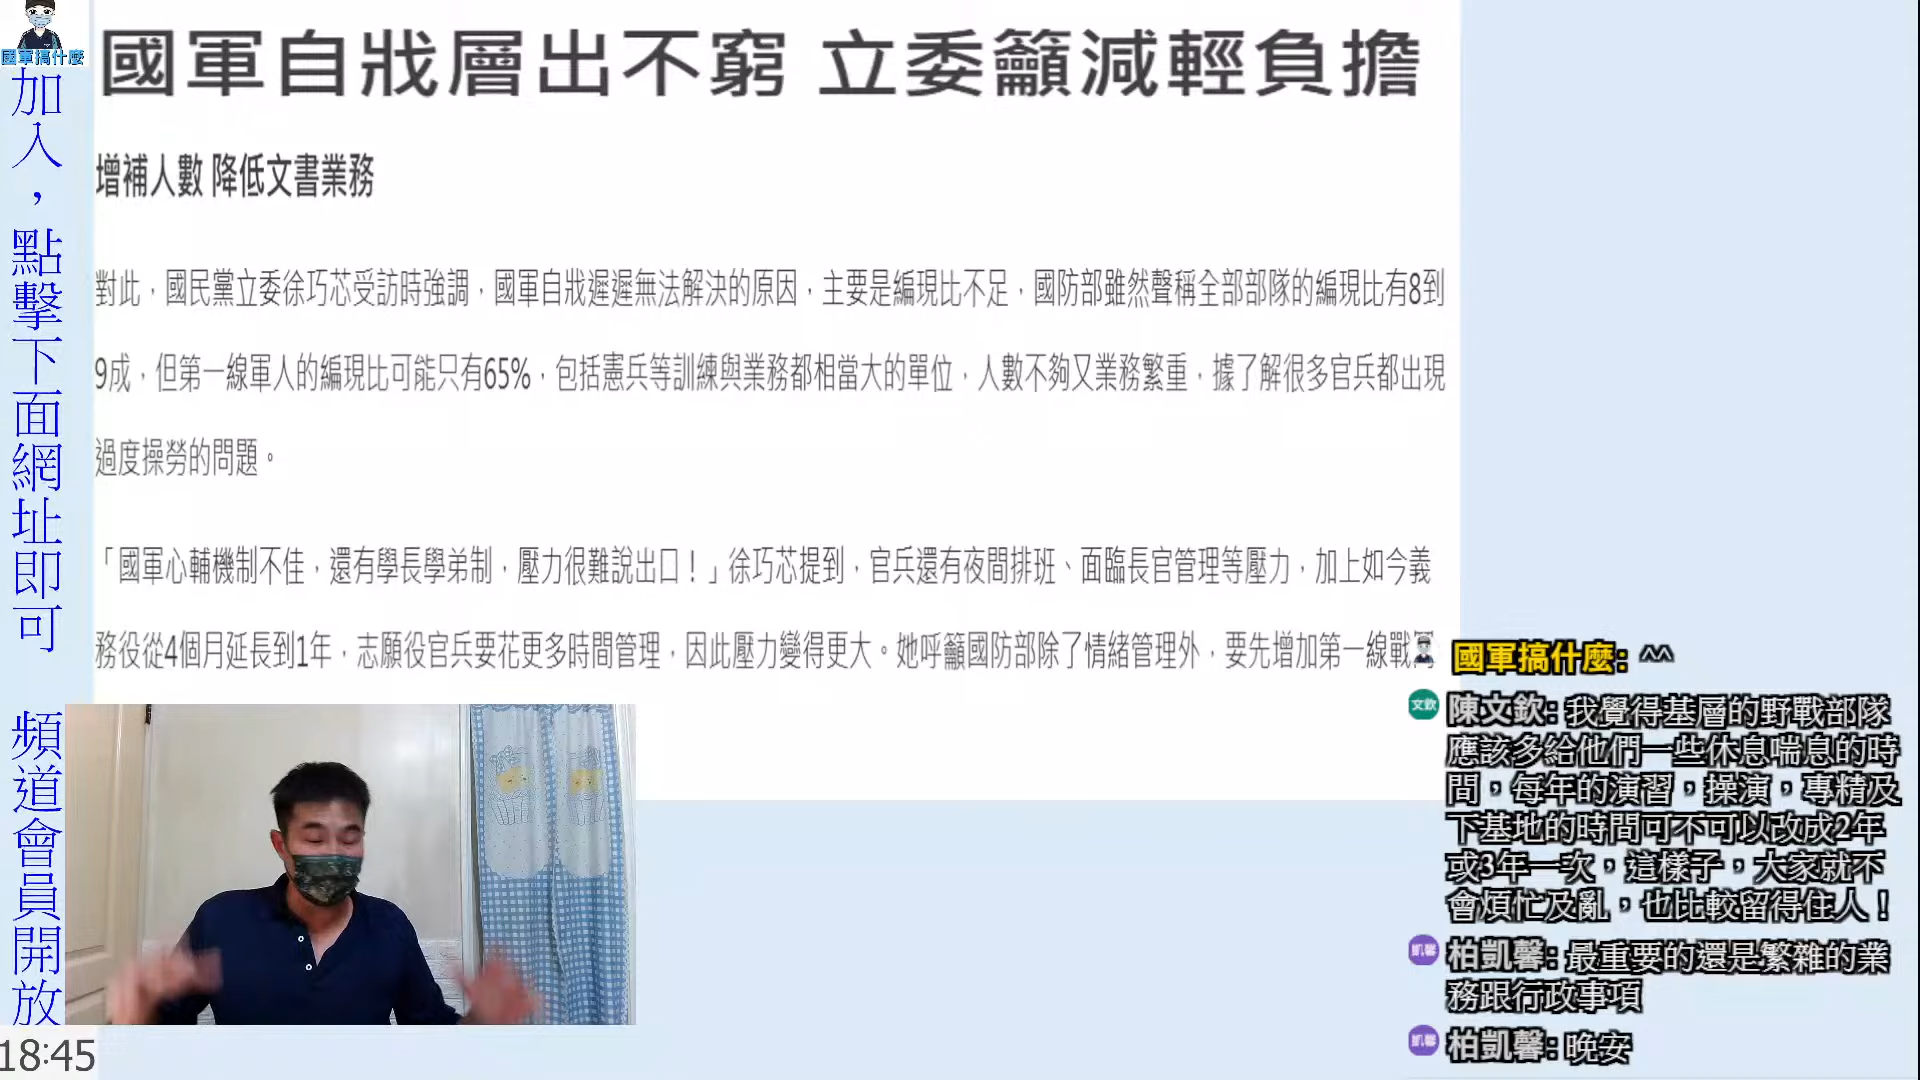 國軍搞什麼
加入，點擊下面網址即可 頻道會員開放
國軍自戕層出不窮 立委籲減輕負擔
增補人數 降低文書業務
對此，國民黨立委徐巧芯受訪時強調，國軍自戕遲遲無法解決的原因，主要是編現比不足，國防部雖然聲稱全部部隊的編現比有8到
9成，但第一線軍人的編現比可能只有65%，包括憲兵等訓練與業務都相當大的單位，人數不夠又業務繁重，據了解很多官兵都出現
過度操勞的問題。
「國軍心輔機制不佳，還有學長學弟制，壓力很難說出口！」徐巧芯提到，官兵還有夜間排班、面臨長官管理等壓力，加上如今義
務役從4個月延長到1年，志願役官兵要花更多時間管理，因此壓力變得更大。她呼籲國防部除了情緒管理外，要先增加第一線戰
國軍搞什麼: ^^
文欽
陳文欽: 我覺得基層的野戰部隊
應該多給他們一些休息喘息的時
間，每年的演習，操演，專精及
下基地的時間可不可以改成2年
或3年一次，這樣子，大家就不
會煩忙及亂，也比較留得住人！
凱馨
柏凱馨: 最重要的還是繁雜的業
務跟行政事項
凱馨
柏凱馨: 晚安
18:45